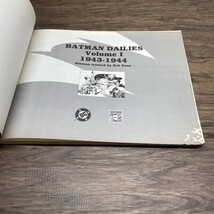 BATMAN DAILIES
Volume I
1943-1944
Batman created by Bob Kane